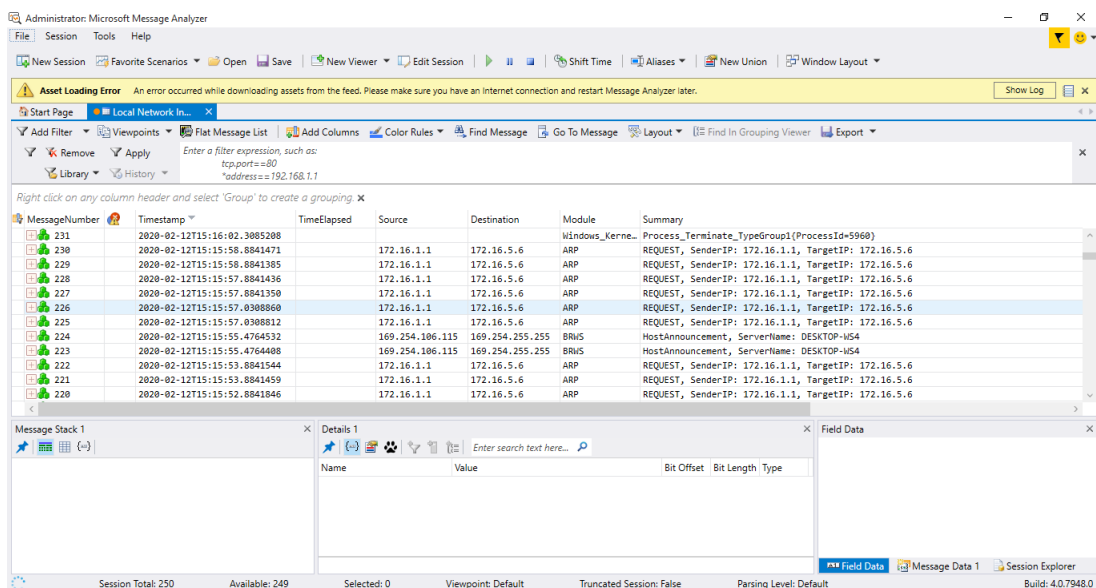 Administrator: Microsoft Message Analyzer
File Session Tools Help
New Session Favorite Scenarios Open Save New Viewer Edit Session Shift Time Aliases New Union Window Layout
Asset Loading Error An error occurred while downloading assets from the feed. Please make sure you have an Internet connection and restart Message Analyzer later. Show Log
Start Page Local Network In...
Add Filter Viewpoints Flat Message List Add Columns Color Rules Find Message Go To Message Layout Find In Grouping Viewer Export
Remove Apply Enter a filter expression, such as:
tcp.port==80
Library History *address==192.168.1.1
Right click on any column header and select 'Group' to create a grouping.
MessageNumber Timestamp TimeElapsed Source Destination Module Summary
231 2020-02-12T15:16:02.3085208 Windows_Kerne... Process_Terminate_TypeGroup1{ProcessId=5960}
230 2020-02-12T15:15:58.8841471 172.16.1.1 172.16.5.6 ARP REQUEST, SenderIP: 172.16.1.1, TargetIP: 172.16.5.6
229 2020-02-12T15:15:58.8841385 172.16.1.1 172.16.5.6 ARP REQUEST, SenderIP: 172.16.1.1, TargetIP: 172.16.5.6
228 2020-02-12T15:15:57.8841436 172.16.1.1 172.16.5.6 ARP REQUEST, SenderIP: 172.16.1.1, TargetIP: 172.16.5.6
227 2020-02-12T15:15:57.8841350 172.16.1.1 172.16.5.6 ARP REQUEST, SenderIP: 172.16.1.1, TargetIP: 172.16.5.6
226 2020-02-12T15:15:57.0308860 172.16.1.1 172.16.5.6 ARP REQUEST, SenderIP: 172.16.1.1, TargetIP: 172.16.5.6
225 2020-02-12T15:15:57.0308812 172.16.1.1 172.16.5.6 ARP REQUEST, SenderIP: 172.16.1.1, TargetIP: 172.16.5.6
224 2020-02-12T15:15:55.4764532 169.254.106.115 169.254.255.255 BRWS HostAnnouncement, ServerName: DESKTOP-WS4
223 2020-02-12T15:15:55.4764408 169.254.106.115 169.254.255.255 BRWS HostAnnouncement, ServerName: DESKTOP-WS4
222 2020-02-12T15:15:53.8841544 172.16.1.1 172.16.5.6 ARP REQUEST, SenderIP: 172.16.1.1, TargetIP: 172.16.5.6
221 2020-02-12T15:15:53.8841459 172.16.1.1 172.16.5.6 ARP REQUEST, SenderIP: 172.16.1.1, TargetIP: 172.16.5.6
220 2020-02-12T15:15:52.8841846 172.16.1.1 172.16.5.6 ARP REQUEST, SenderIP: 172.16.1.1, TargetIP: 172.16.5.6
Message Stack 1 Details 1 Field Data
Enter search text here...
Name Value Bit Offset Bit Length Type
Field Data Message Data 1 Session Explorer
Session Total: 250 Available: 249 Selected: 0 Viewpoint: Default Truncated Session: False Parsing Level: Default Build: 4.0.7948.0